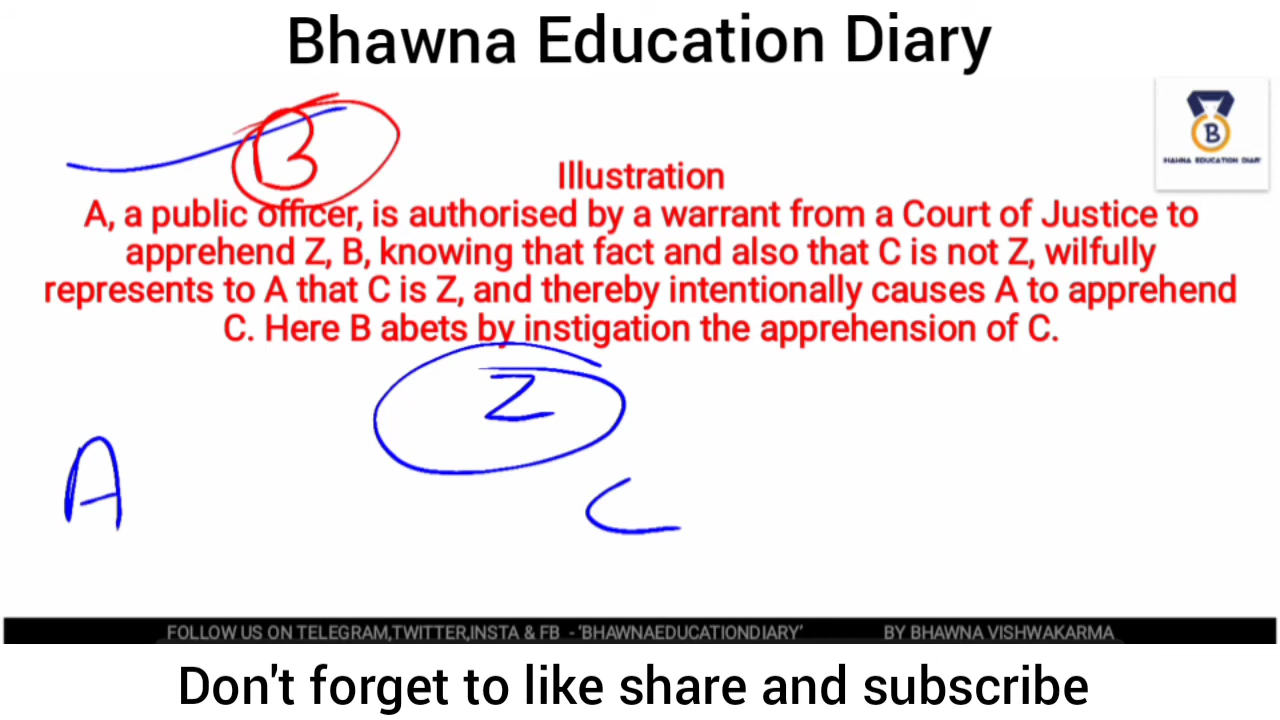 Bhawna Education Diary
B
B
HAWNA EDUCATION DIARY
Illustration
A, a public officer, is authorised by a warrant from a Court of Justice to
apprehend Z, B, knowing that fact and also that C is not Z, wilfully
represents to A that C is Z, and thereby intentionally causes A to apprehend
C. Here B abets by instigation the apprehension of C.
Z
A
C
FOLLOW US ON TELEGRAM,TWITTER,INSTA & FB - 'BHAWNAEDUCATIONDIARY' BY BHAWNA VISHWAKARMA
Don't forget to like share and subscribe